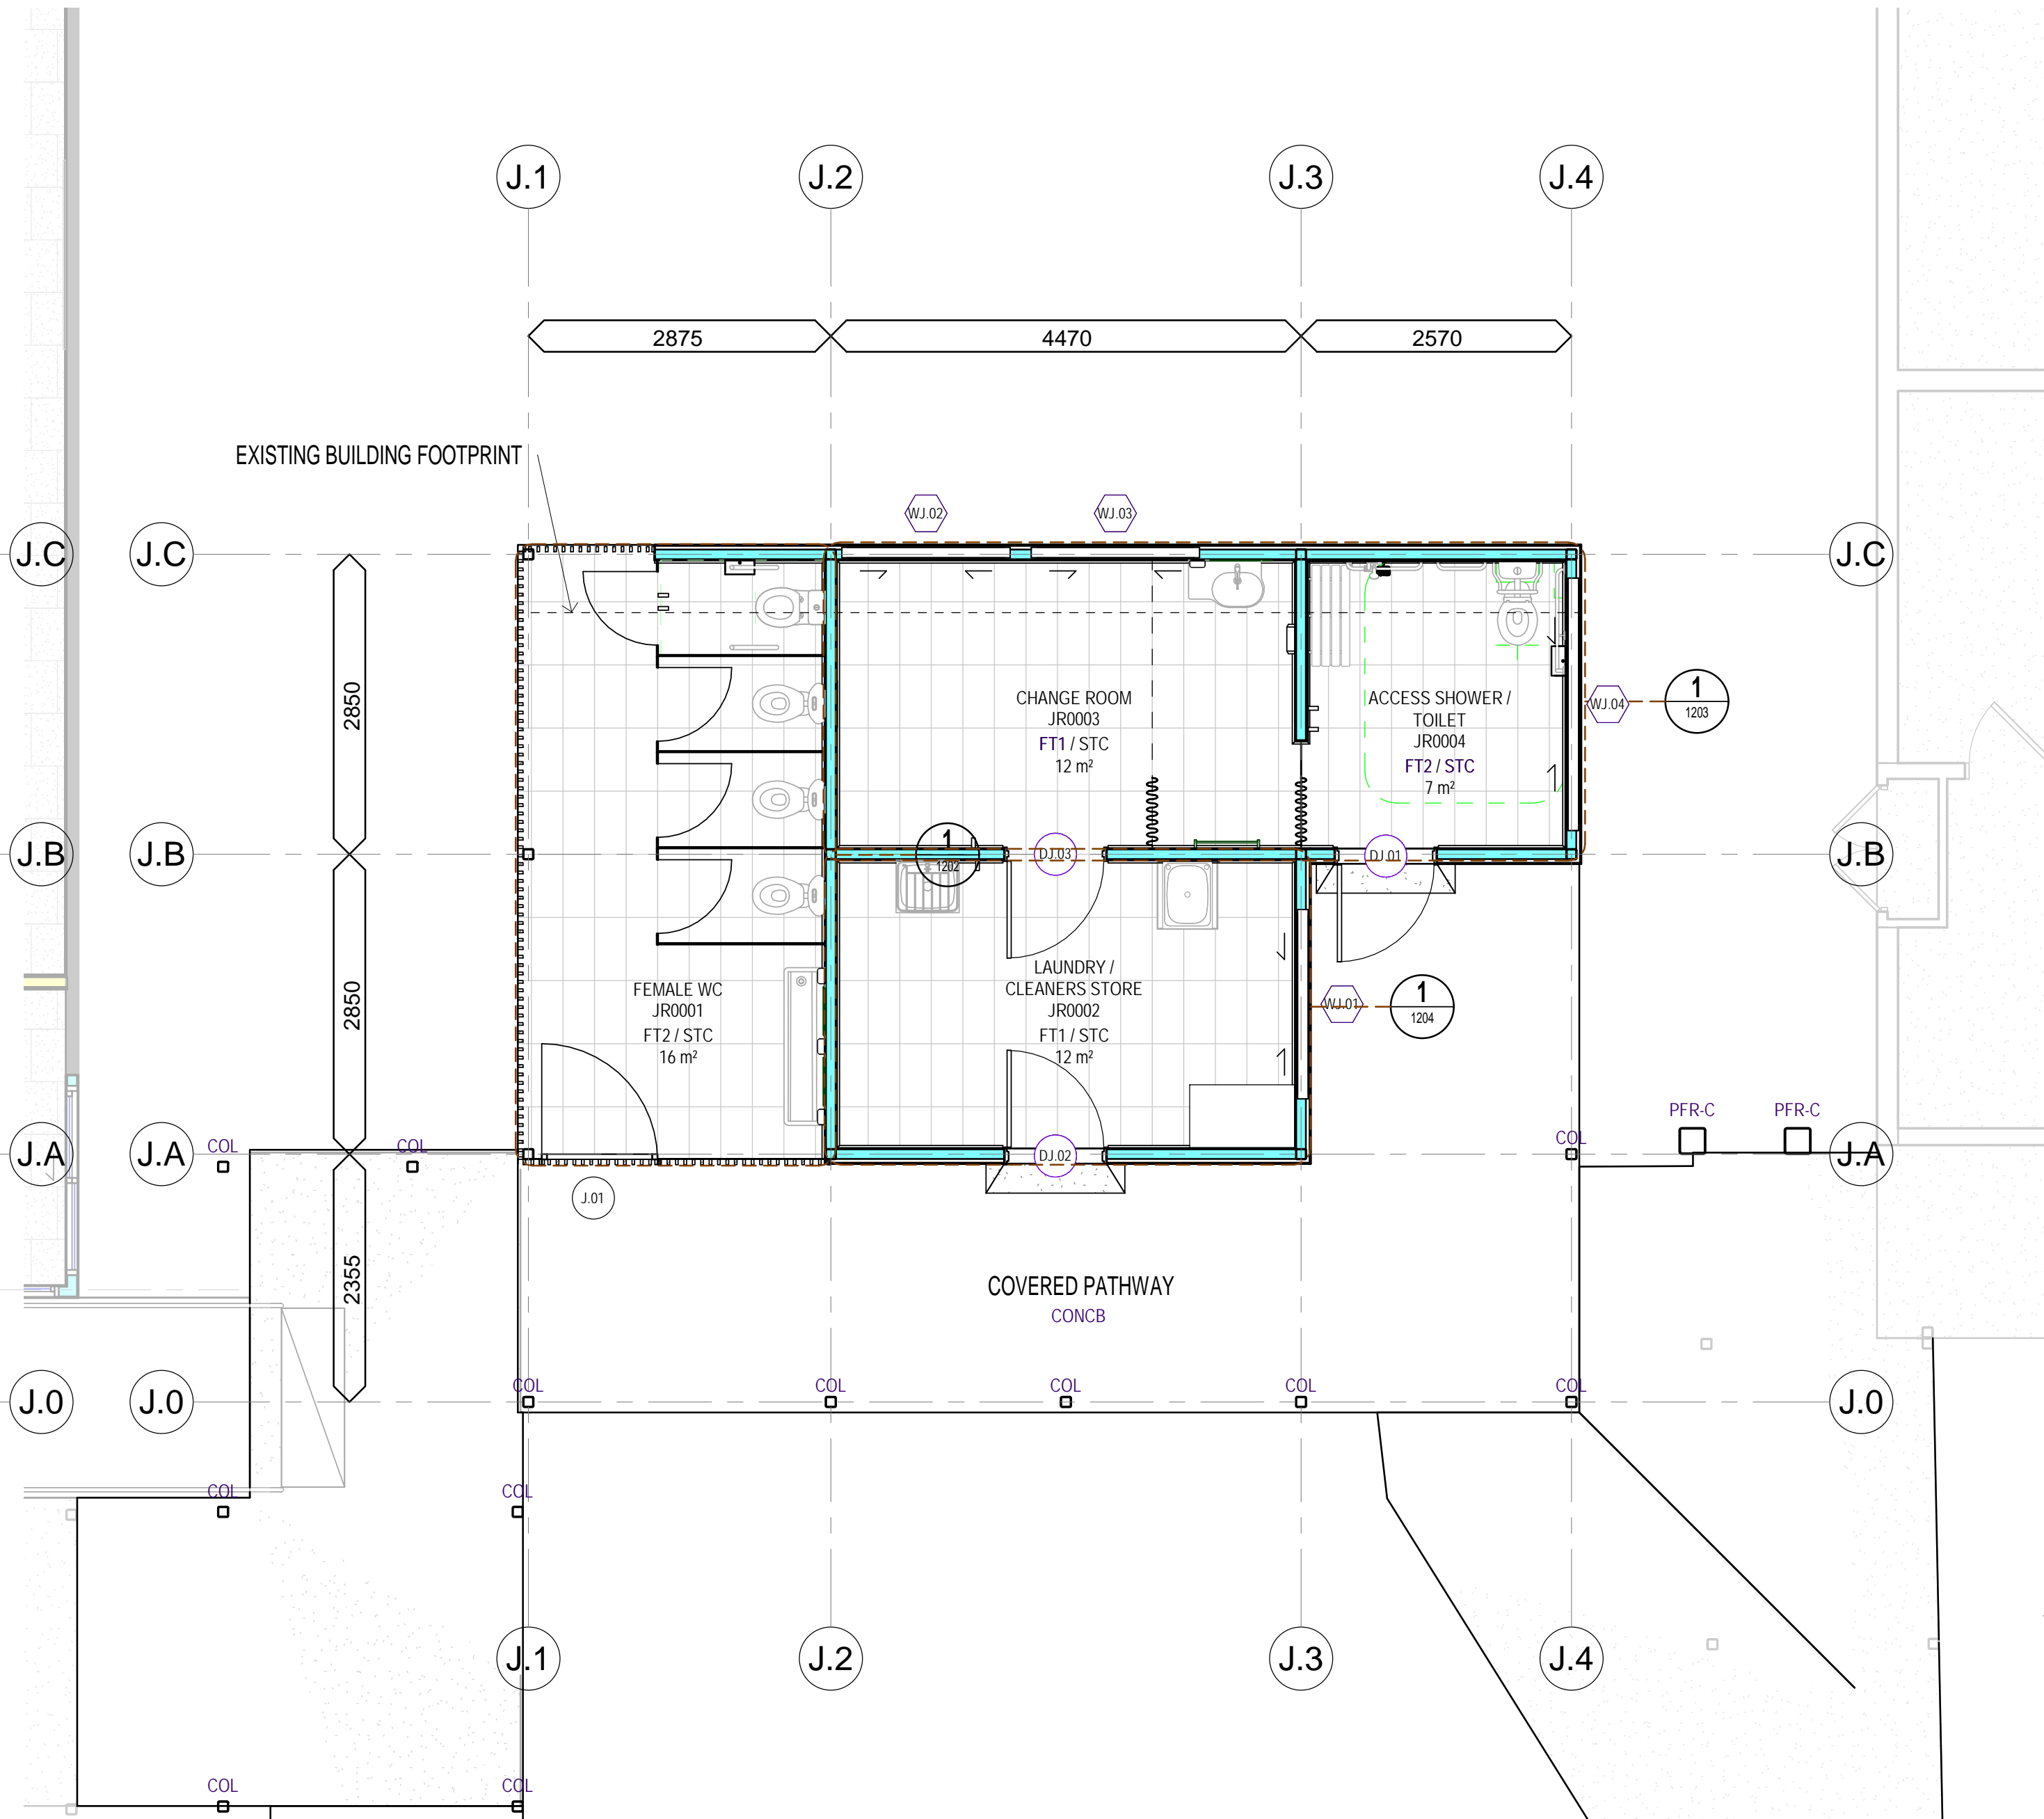 J.1
J.2
J.3
J.4
2875
4470
2570
EXISTING BUILDING FOOTPRINT
WJ.02
WJ.03
J.C
J.C
J.C
2850
CHANGE ROOM
JR0003
FT1 / STC
12 m²
ACCESS SHOWER /
TOILET
JR0004
FT2 / STC
7 m²
WJ.04
1
1203
J.B
J.B
1
1202
DJ.03
DJ.01
J.B
2850
FEMALE WC
JR0001
FT2 / STC
16 m²
LAUNDRY /
CLEANERS STORE
JR0002
FT1 / STC
12 m²
WJ.01
1
1204
PFR-C
PFR-C
J.A
J.A
COL
COL
COL
J.A
DJ.02
J.01
2355
COVERED PATHWAY
CONCB
J.0
J.0
COL
COL
COL
COL
COL
J.0
COL
COL
J.1
J.2
J.3
J.4
COL
COL